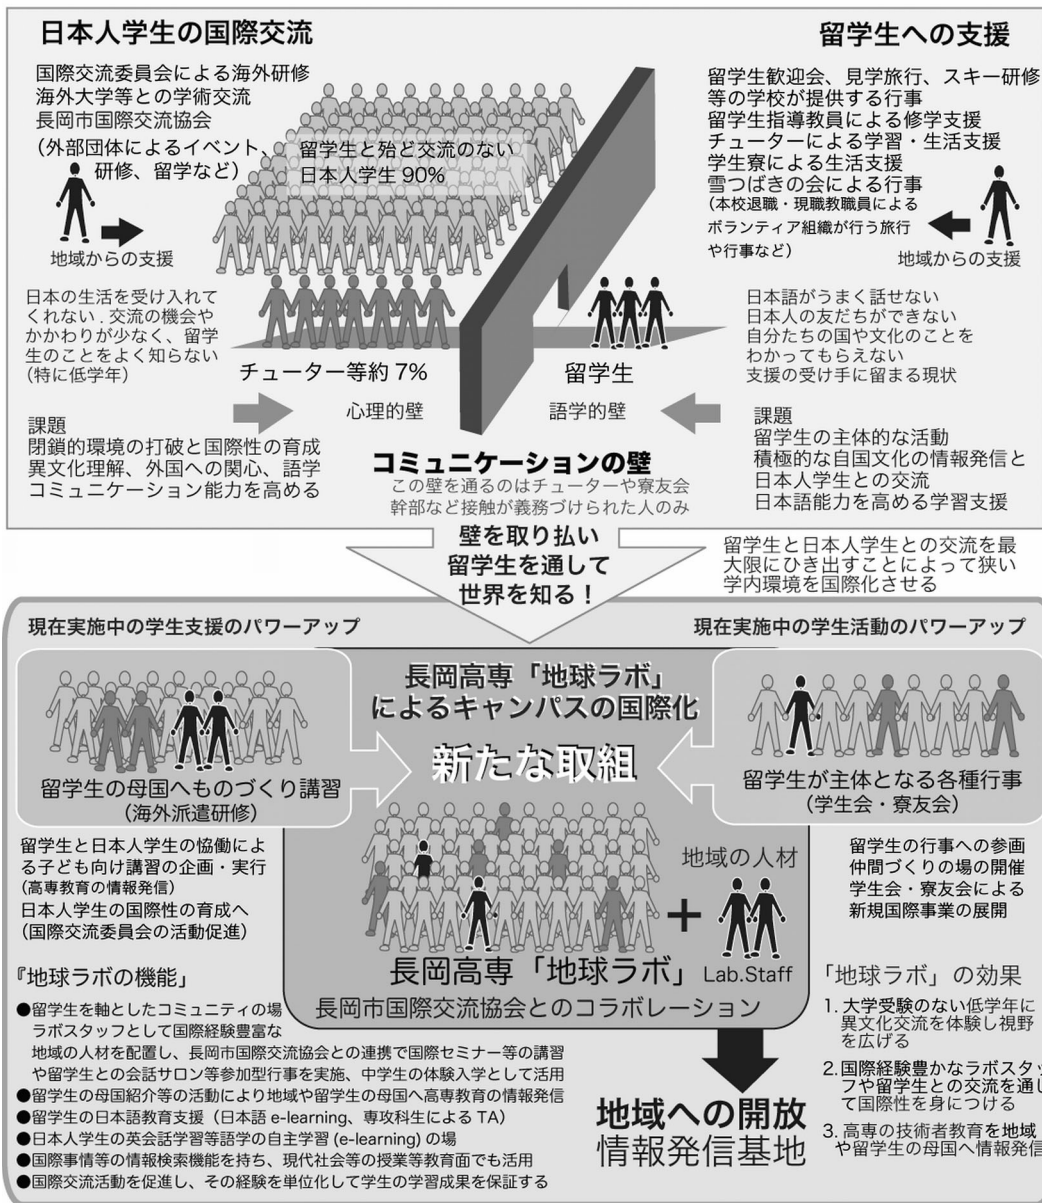 日本人学生の国際交流
国際交流委員会による海外研修
海外大学等との学術交流
長岡市国際交流協会
(外部団体によるイベント、
研修、留学など)
地域からの支援
留学生と殆ど交流のない
日本人学生 90%
留学生への支援
留学生歓迎会、見学旅行、スキー研修
等の学校が提供する行事
留学生指導教員による修学支援
チューターによる学習・生活支援
学生寮による生活支援
雪つばきの会による行事
(本校退職・現職教職員による
ボランティア組織が行う旅行
や行事など)
地域からの支援
日本の生活を受け入れて
くれない . 交流の機会や
かかわりが少なく、留学
生のことをよく知らない
(特に低学年)
チューター等約 7%
留学生
日本語がうまく話せない
日本人の友だちができない
自分たちの国や文化のことを
わかってもらえない
支援の受け手に留まる現状
心理的壁
語学的壁
課題
閉鎖的環境の打破と国際性の育成
異文化理解、外国への関心、語学
コミュニケーション能力を高める
コミュニケーションの壁
この壁を通るのはチューターや寮友会
幹部など接触が義務づけられた人のみ
課題
留学生の主体的な活動
積極的な自国文化の情報発信と
日本人学生との交流
日本語能力を高める学習支援
壁を取り払い
留学生を通して
世界を知る！
留学生と日本人学生との交流を最
大限にひき出すことによって狭い
学内環境を国際化させる
現在実施中の学生支援のパワーアップ
現在実施中の学生活動のパワーアップ
長岡高専「地球ラボ」
によるキャンパスの国際化
新たな取組
留学生の母国へものづくり講習
(海外派遣研修)
留学生が主体となる各種行事
(学生会・寮友会)
留学生と日本人学生の恊働によ
る子ども向け講習の企画・実行
(高専教育の情報発信)
日本人学生の国際性の育成へ
(国際交流委員会の活動促進)
地域の人材
+
Lab.Staff
長岡高専「地球ラボ」
長岡市国際交流協会とのコラボレーション
留学生の行事への参画
仲間づくりの場の開催
学生会・寮友会による
新規国際事業の展開
『地球ラボの機能」
●留学生を軸としたコミュニティの場
ラボスタッフとして国際経験豊富な
地域の人材を配置し、長岡市国際交流協会との連携で国際セミナー等の講習
や留学生との会話サロン等参加型行事を実施、中学生の体験入学として活用
●留学生の母国紹介等の活動により地域や留学生の母国へ高専教育の情報発信
●留学生の日本語教育支援（日本語 e-learning、専攻科生による TA）
●日本人学生の英会話学習等語学の自主学習 (e-learning) の場
●国際事情等の情報検索機能を持ち、現代社会等の授業等教育面でも活用
●国際交流活動を促進し、その経験を単位化して学生の学習成果を保証する
地域への開放
情報発信基地
「地球ラボ」の効果
1. 大学受験のない低学年に
異文化交流を体験し視野
を広げる
2.国際経験豊かなラボスタッ
フや留学生との交流を通し
て国際性を身につける
3. 高専の技術者教育を地域
や留学生の母国へ情報発信